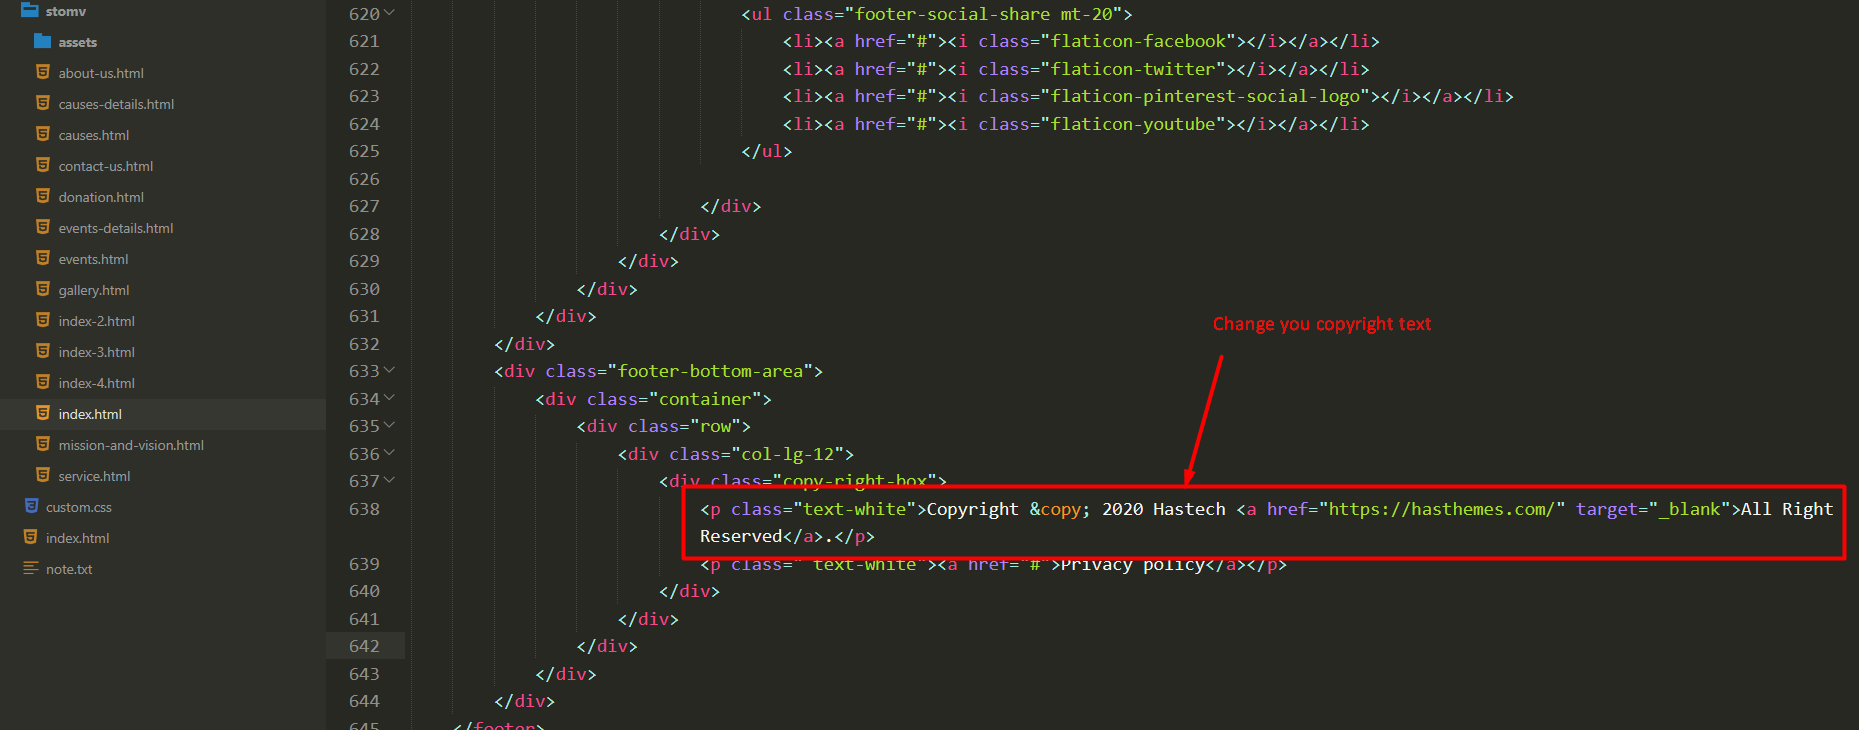 stomv
assets
about-us.html
causes-details.html
causes.html
contact-us.html
donation.html
events-details.html
events.html
gallery.html
index-2.html
index-3.html
index-4.html
index.html
mission-and-vision.html
service.html
custom.css
index.html
note.txt
620 <ul class="footer-social-share mt-20">
621 <li><a href="#"><i class="flaticon-facebook"></i></a></li>
622 <li><a href="#"><i class="flaticon-twitter"></i></a></li>
623 <li><a href="#"><i class="flaticon-pinterest-social-logo"></i></a></li>
624 <li><a href="#"><i class="flaticon-youtube"></i></a></li>
625 </ul>
626
627 </div>
628 </div>
629 </div>
630 </div>
631 </div>
Change you copyright text
632 </div>
633 <div class="footer-bottom-area">
634 <div class="container">
635 <div class="row">
636 <div class="col-lg-12">
637 <div class="copy-right-box">
638 <p class="text-white">Copyright &copy; 2020 Hastech <a href="https://hasthemes.com/" target="_blank">All Right
Reserved</a>.</p>
639 <p class=" text-white"><a href="#">Privacy policy</a></p>
640 </div>
641 </div>
642 </div>
643 </div>
644 </div>
645 </footer>